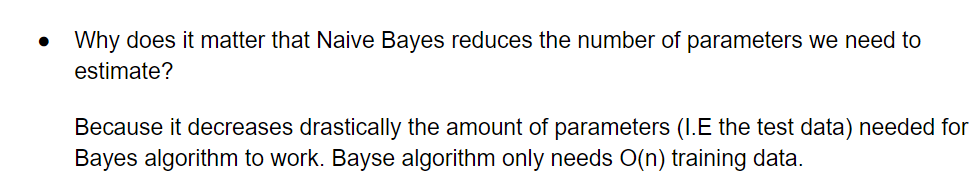 ● Why does it matter that Naive Bayes reduces the number of parameters we need to
estimate?
Because it decreases drastically the amount of parameters (I.E the test data) needed for
Bayes algorithm to work. Bayse algorithm only needs O(n) training data.